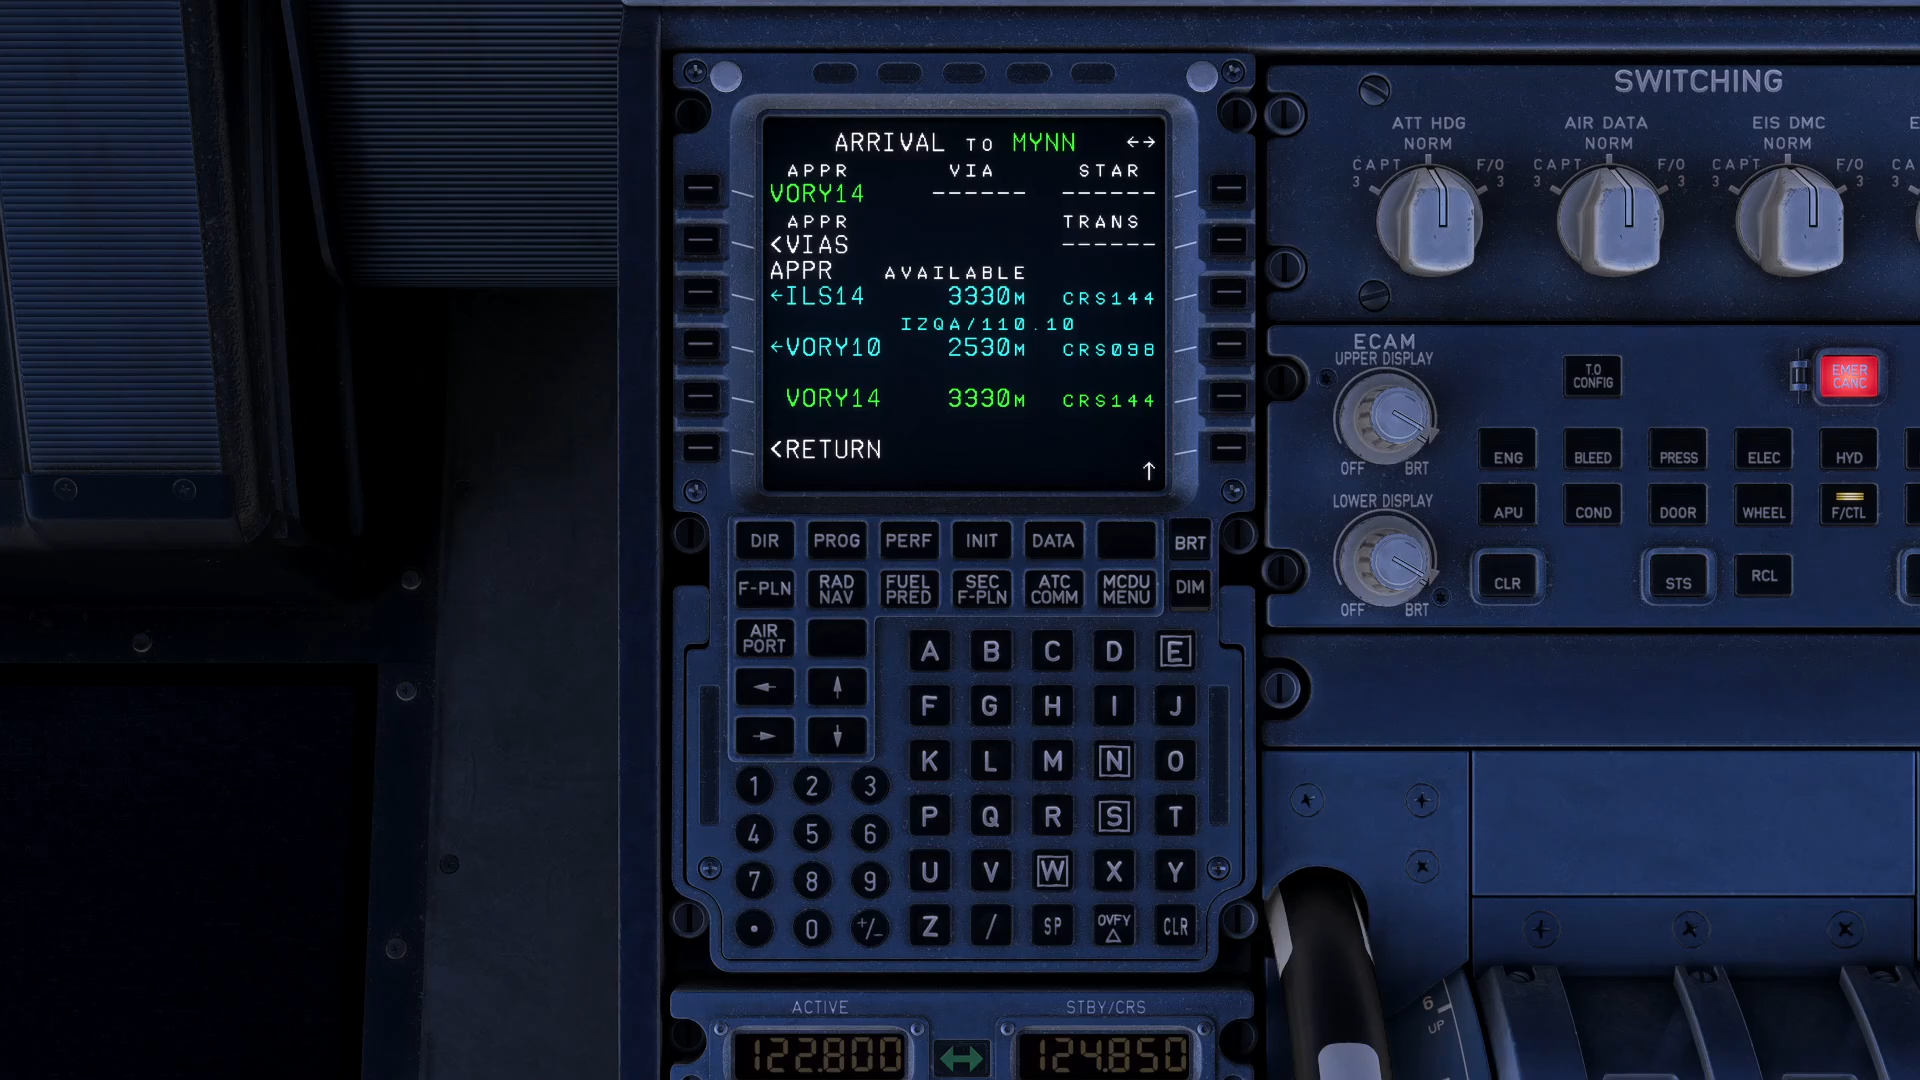 ARRIVAL TO MYNN ←→
APPR VIA STAR
VORY14 ------ ------
APPR TRANS
<VIAS ------
APPR AVAILABLE
←ILS14 3330M CRS144
IZQA/110.10
←VORY10 2530M CRS098
VORY14 3330M CRS144
<RETURN
↑
DIR PROG PERF INIT DATA BRT
F-PLN RAD NAV FUEL PRED SEC F-PLN ATC COMM MCDU MENU DIM
AIR PORT
← ↑
→ ↓
A B C D E
F G H I J
K L M N O
P Q R S T
U V W X Y
Z / SP OVFY △ CLR
1 2 3
4 5 6
7 8 9
. 0 +/-
ACTIVE STBY/CRS
122.800 124.850
SWITCHING
ATT HDG AIR DATA EIS DMC
NORM NORM NORM
CAPT 3 F/O 3 CAPT 3 F/O 3 CAPT 3 F/O 3 CA
ECAM
UPPER DISPLAY
OFF BRT
LOWER DISPLAY
OFF BRT
T.O CONFIG
EMER CANC
ENG BLEED PRESS ELEC HYD
APU COND DOOR WHEEL F/CTL
CLR STS RCL
6
UP